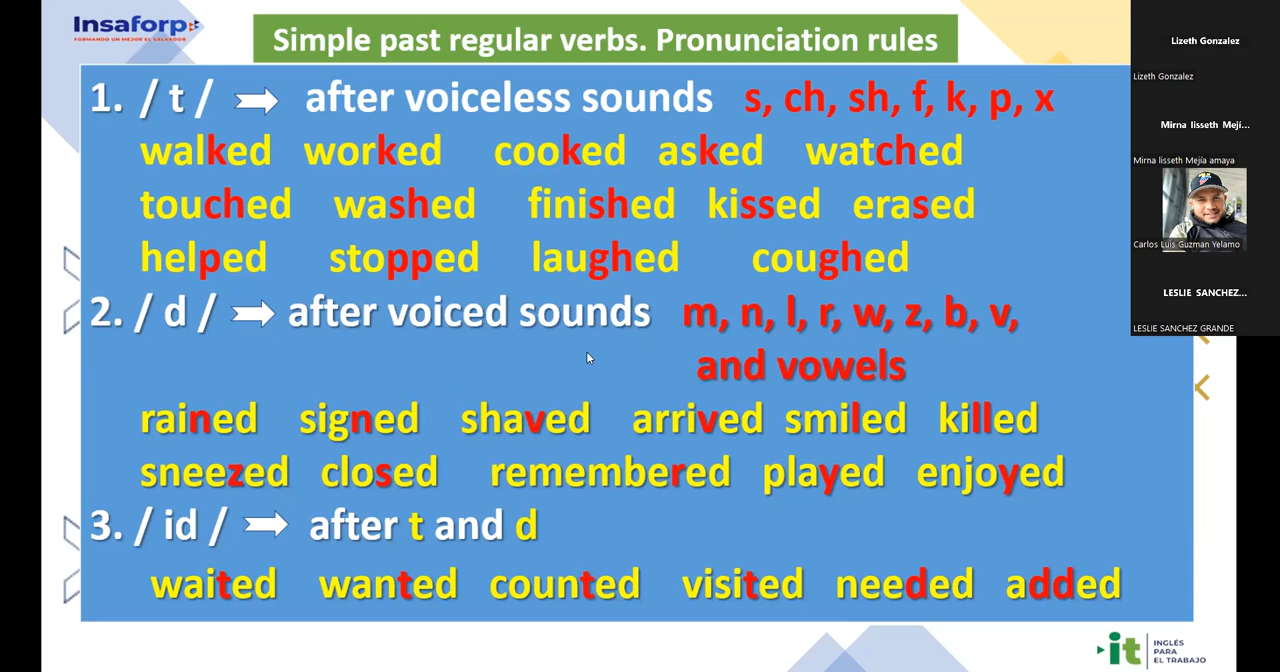 Insaforp
FORMANDO UN MEJOR EL SALVADOR
Simple past regular verbs. Pronunciation rules
1. / t / after voiceless sounds s, ch, sh, f, k, p, x
walked worked cooked asked watched
touched washed finished kissed erased
helped stopped laughed coughed
2. / d / after voiced sounds m, n, l, r, w, z, b, v,
and vowels
rained signed shaved arrived smiled killed
sneezed closed remembered played enjoyed
3. / id / after t and d
waited wanted counted visited needed added
Lizeth Gonzalez
Lizeth Gonzalez
Mirna lisseth Mejí...
Mirna lisseth Mejía amaya
Carlos Luis Guzman Yelamo
LESLIE SANCHEZ...
LESLIE SANCHEZ GRANDE
it
INGLÉS
PARA
EL TRABAJO